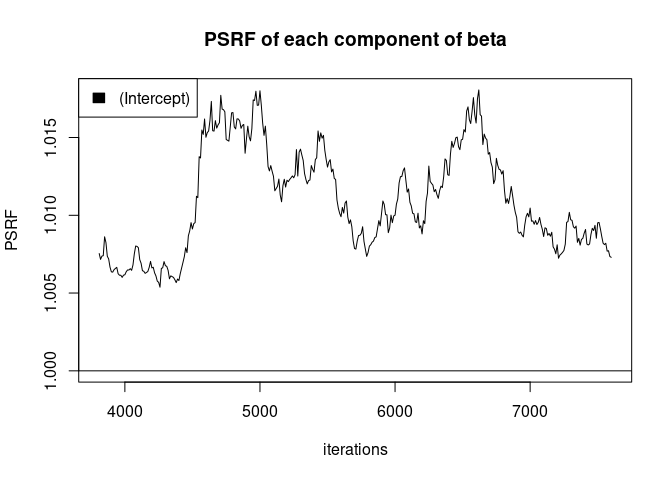 PSRF of each component of beta
(Intercept)
PSRF
1.015
1.010
1.005
1.000
4000 5000 6000 7000
iterations